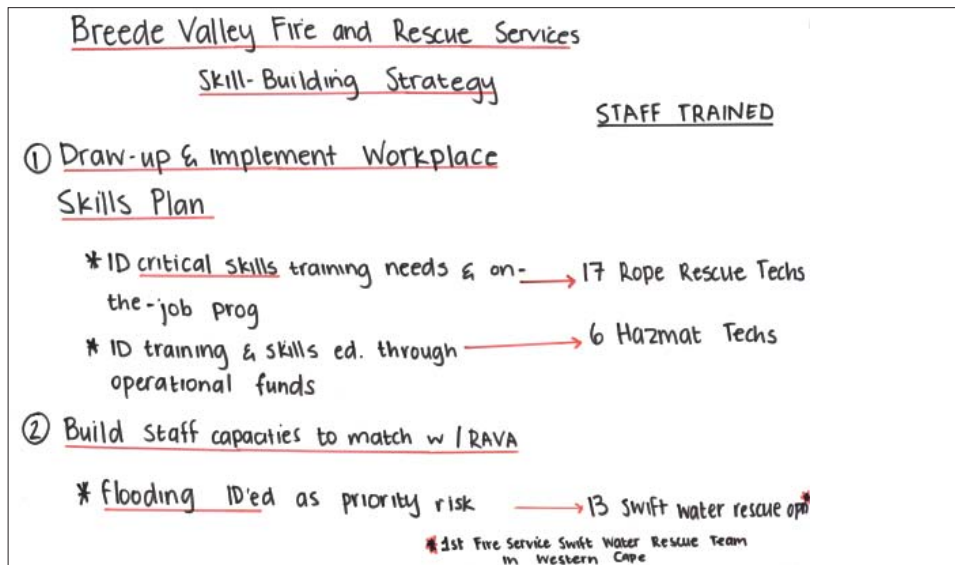 Breede Valley Fire and Rescue Services
Skill-Building Strategy
STAFF TRAINED
① Draw-up & implement Workplace
Skills Plan
* ID critical skills training needs & on- → 17 Rope Rescue Techs
the-job prog
* ID training & skills ed. through → 6 Hazmat Techs
operational funds
② Build staff capacities to match w/RAVA
* flooding ID'ed as priority risk → 13 swift water rescue
* 1st Fire Service Swift Water Rescue Team
in Western Cape